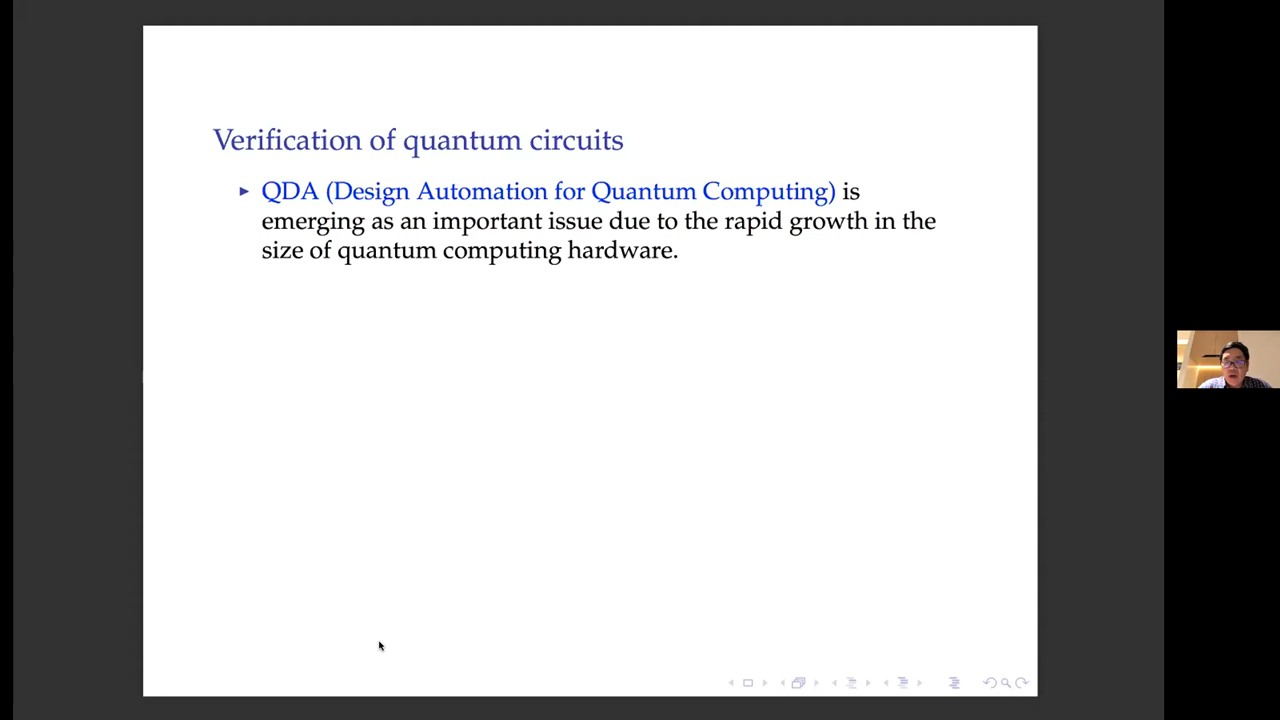 Verification of quantum circuits
QDA (Design Automation for Quantum Computing) is
emerging as an important issue due to the rapid growth in the
size of quantum computing hardware.